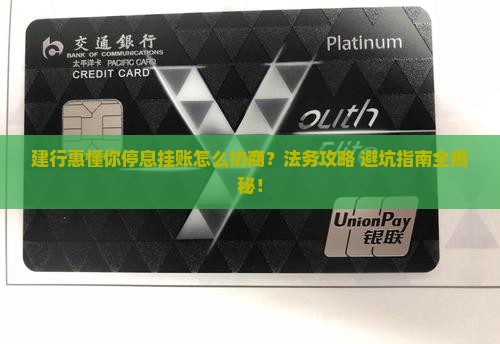 交通銀行
BANK OF COMMUNICATIONS
太平洋卡 PACIFIC CARD
CREDIT CARD
Platinum
outh
Elite
建行惠懂你停息挂账怎么协商？法务攻略 避坑指南全揭
秘！
UnionPay
银联